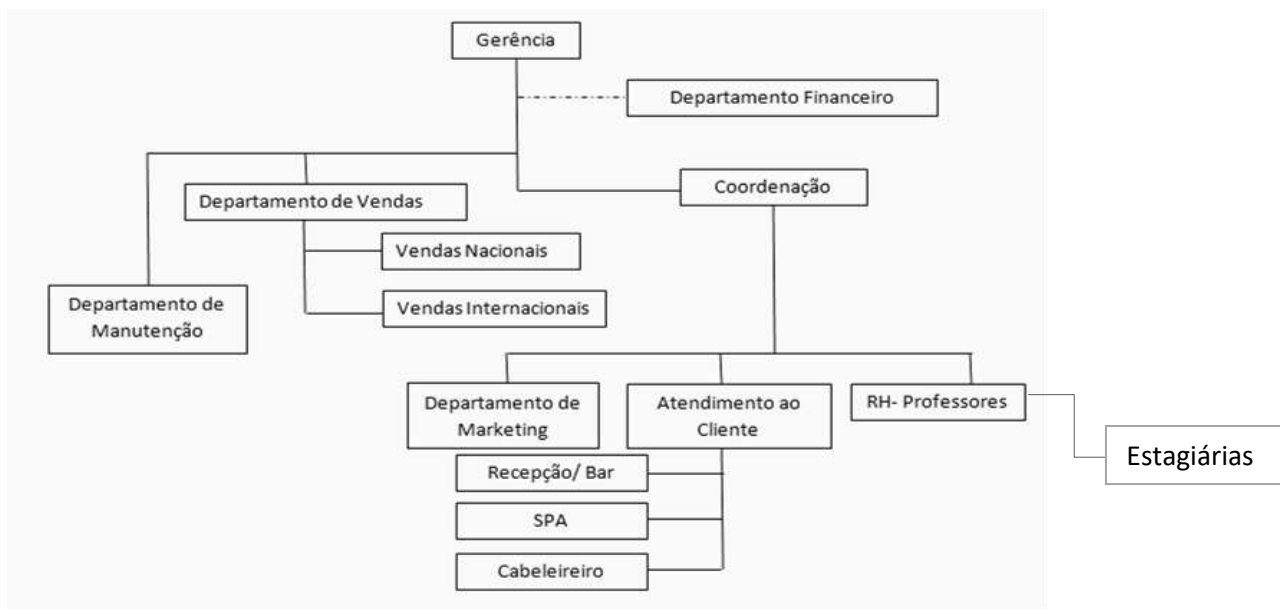 Gerência
Departamento Financeiro
Coordenação
Departamento de Vendas
Vendas Nacionais
Vendas Internacionais
Departamento de
Manutenção
Departamento de
Marketing
Atendimento ao
Cliente
RH- Professores
Estagiárias
Recepção/ Bar
SPA
Cabeleireiro